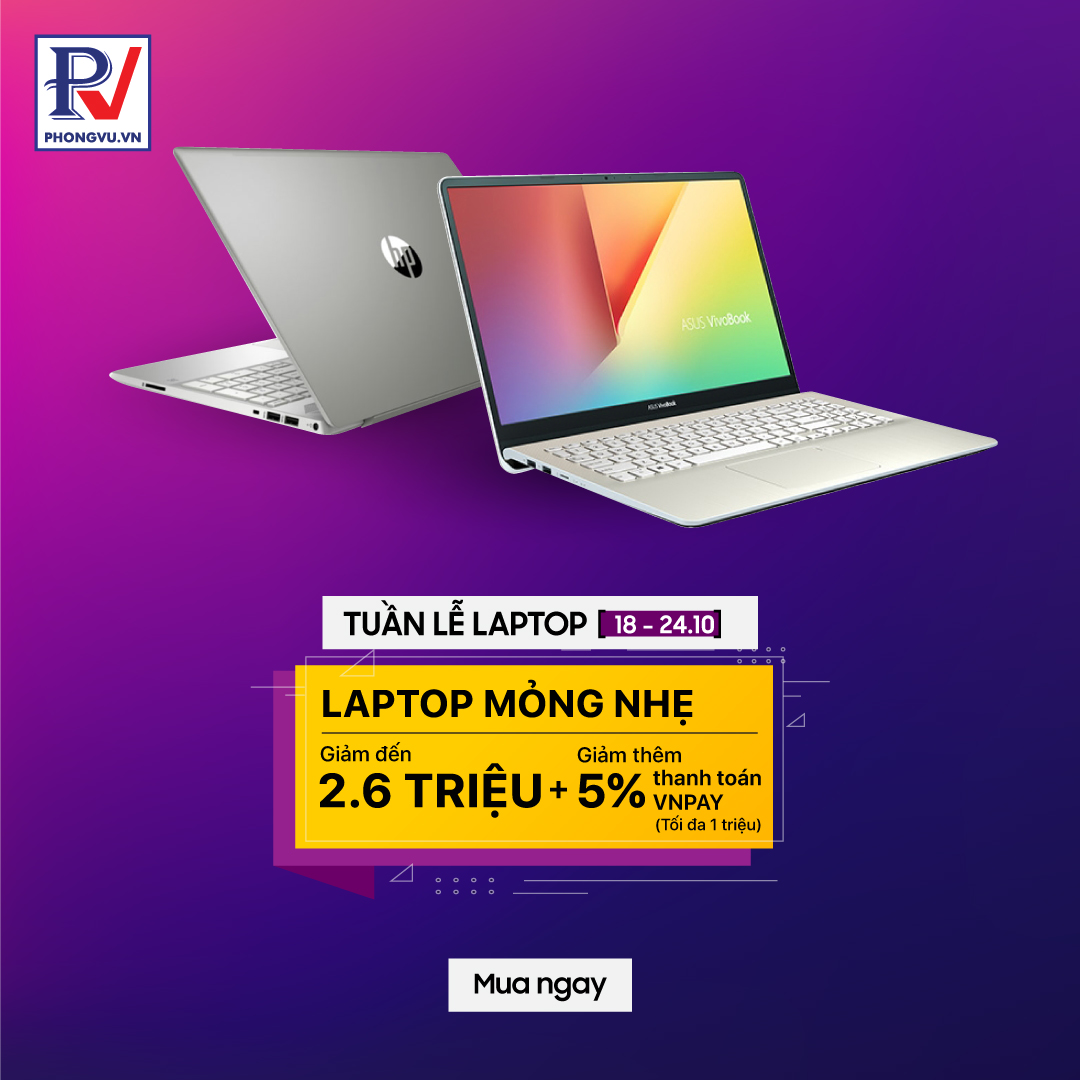 PV
PHONGVU.VN
hp
ASUS VivoBook
ASUS VivoBook
TUẦN LỄ LAPTOP [18 - 24.10]
LAPTOP MỎNG NHẸ
Giảm đến
2.6 TRIỆU +
Giảm thêm
5% thanh toán
VNPAY
(Tối đa 1 triệu)
Mua ngay